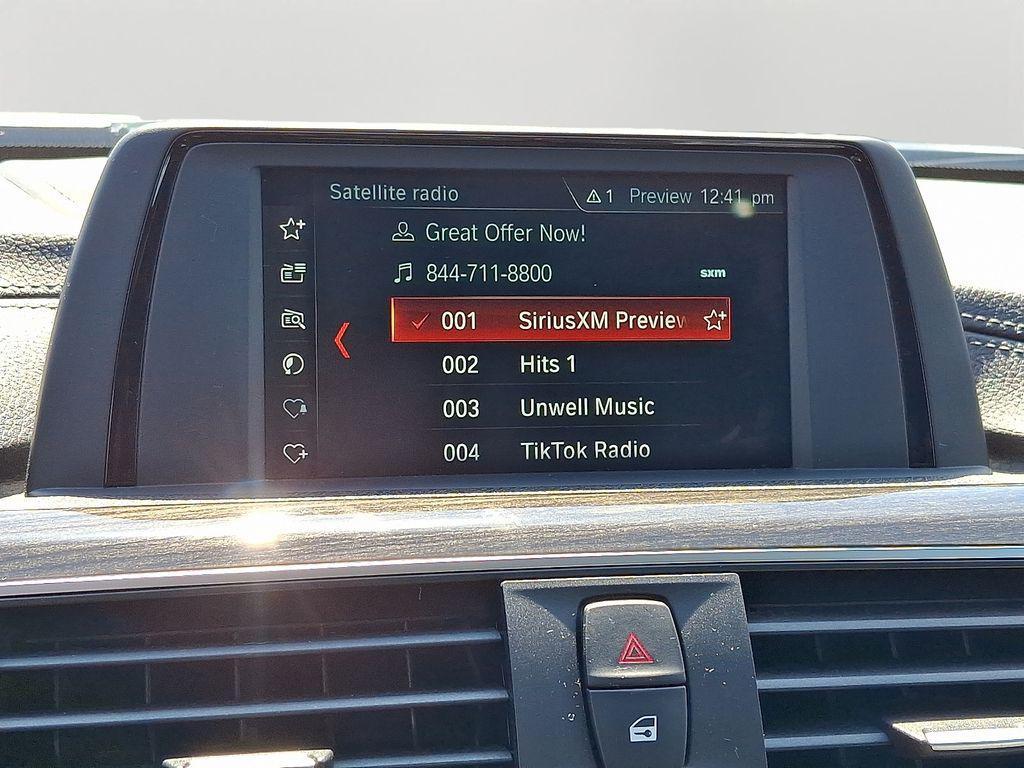 Satellite radio
1 Preview 12:41 pm
Great Offer Now!
844-711-8800 sxm
001 SiriusXM Preview
002 Hits 1
003 Unwell Music
004 TikTok Radio